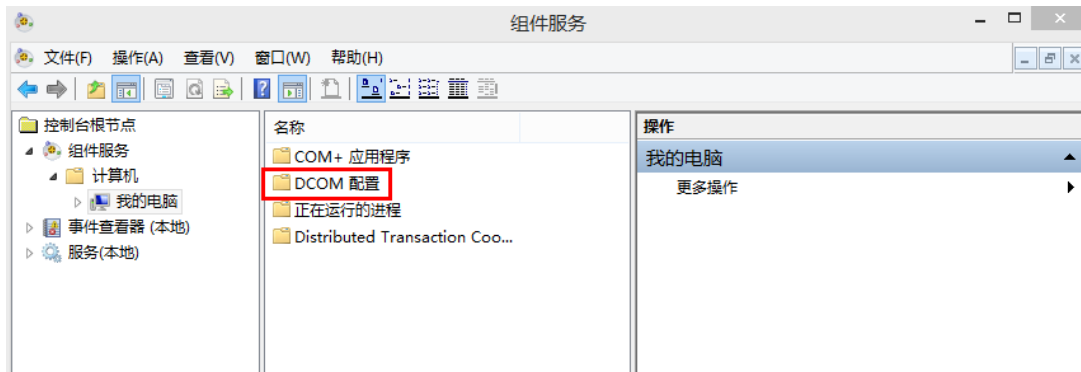 组件服务
文件(F) 操作(A) 查看(V) 窗口(W) 帮助(H)
控制台根节点
组件服务
计算机
我的电脑
事件查看器 (本地)
服务(本地)
名称
COM+ 应用程序
DCOM 配置
正在运行的进程
Distributed Transaction Coo...
操作
我的电脑
更多操作